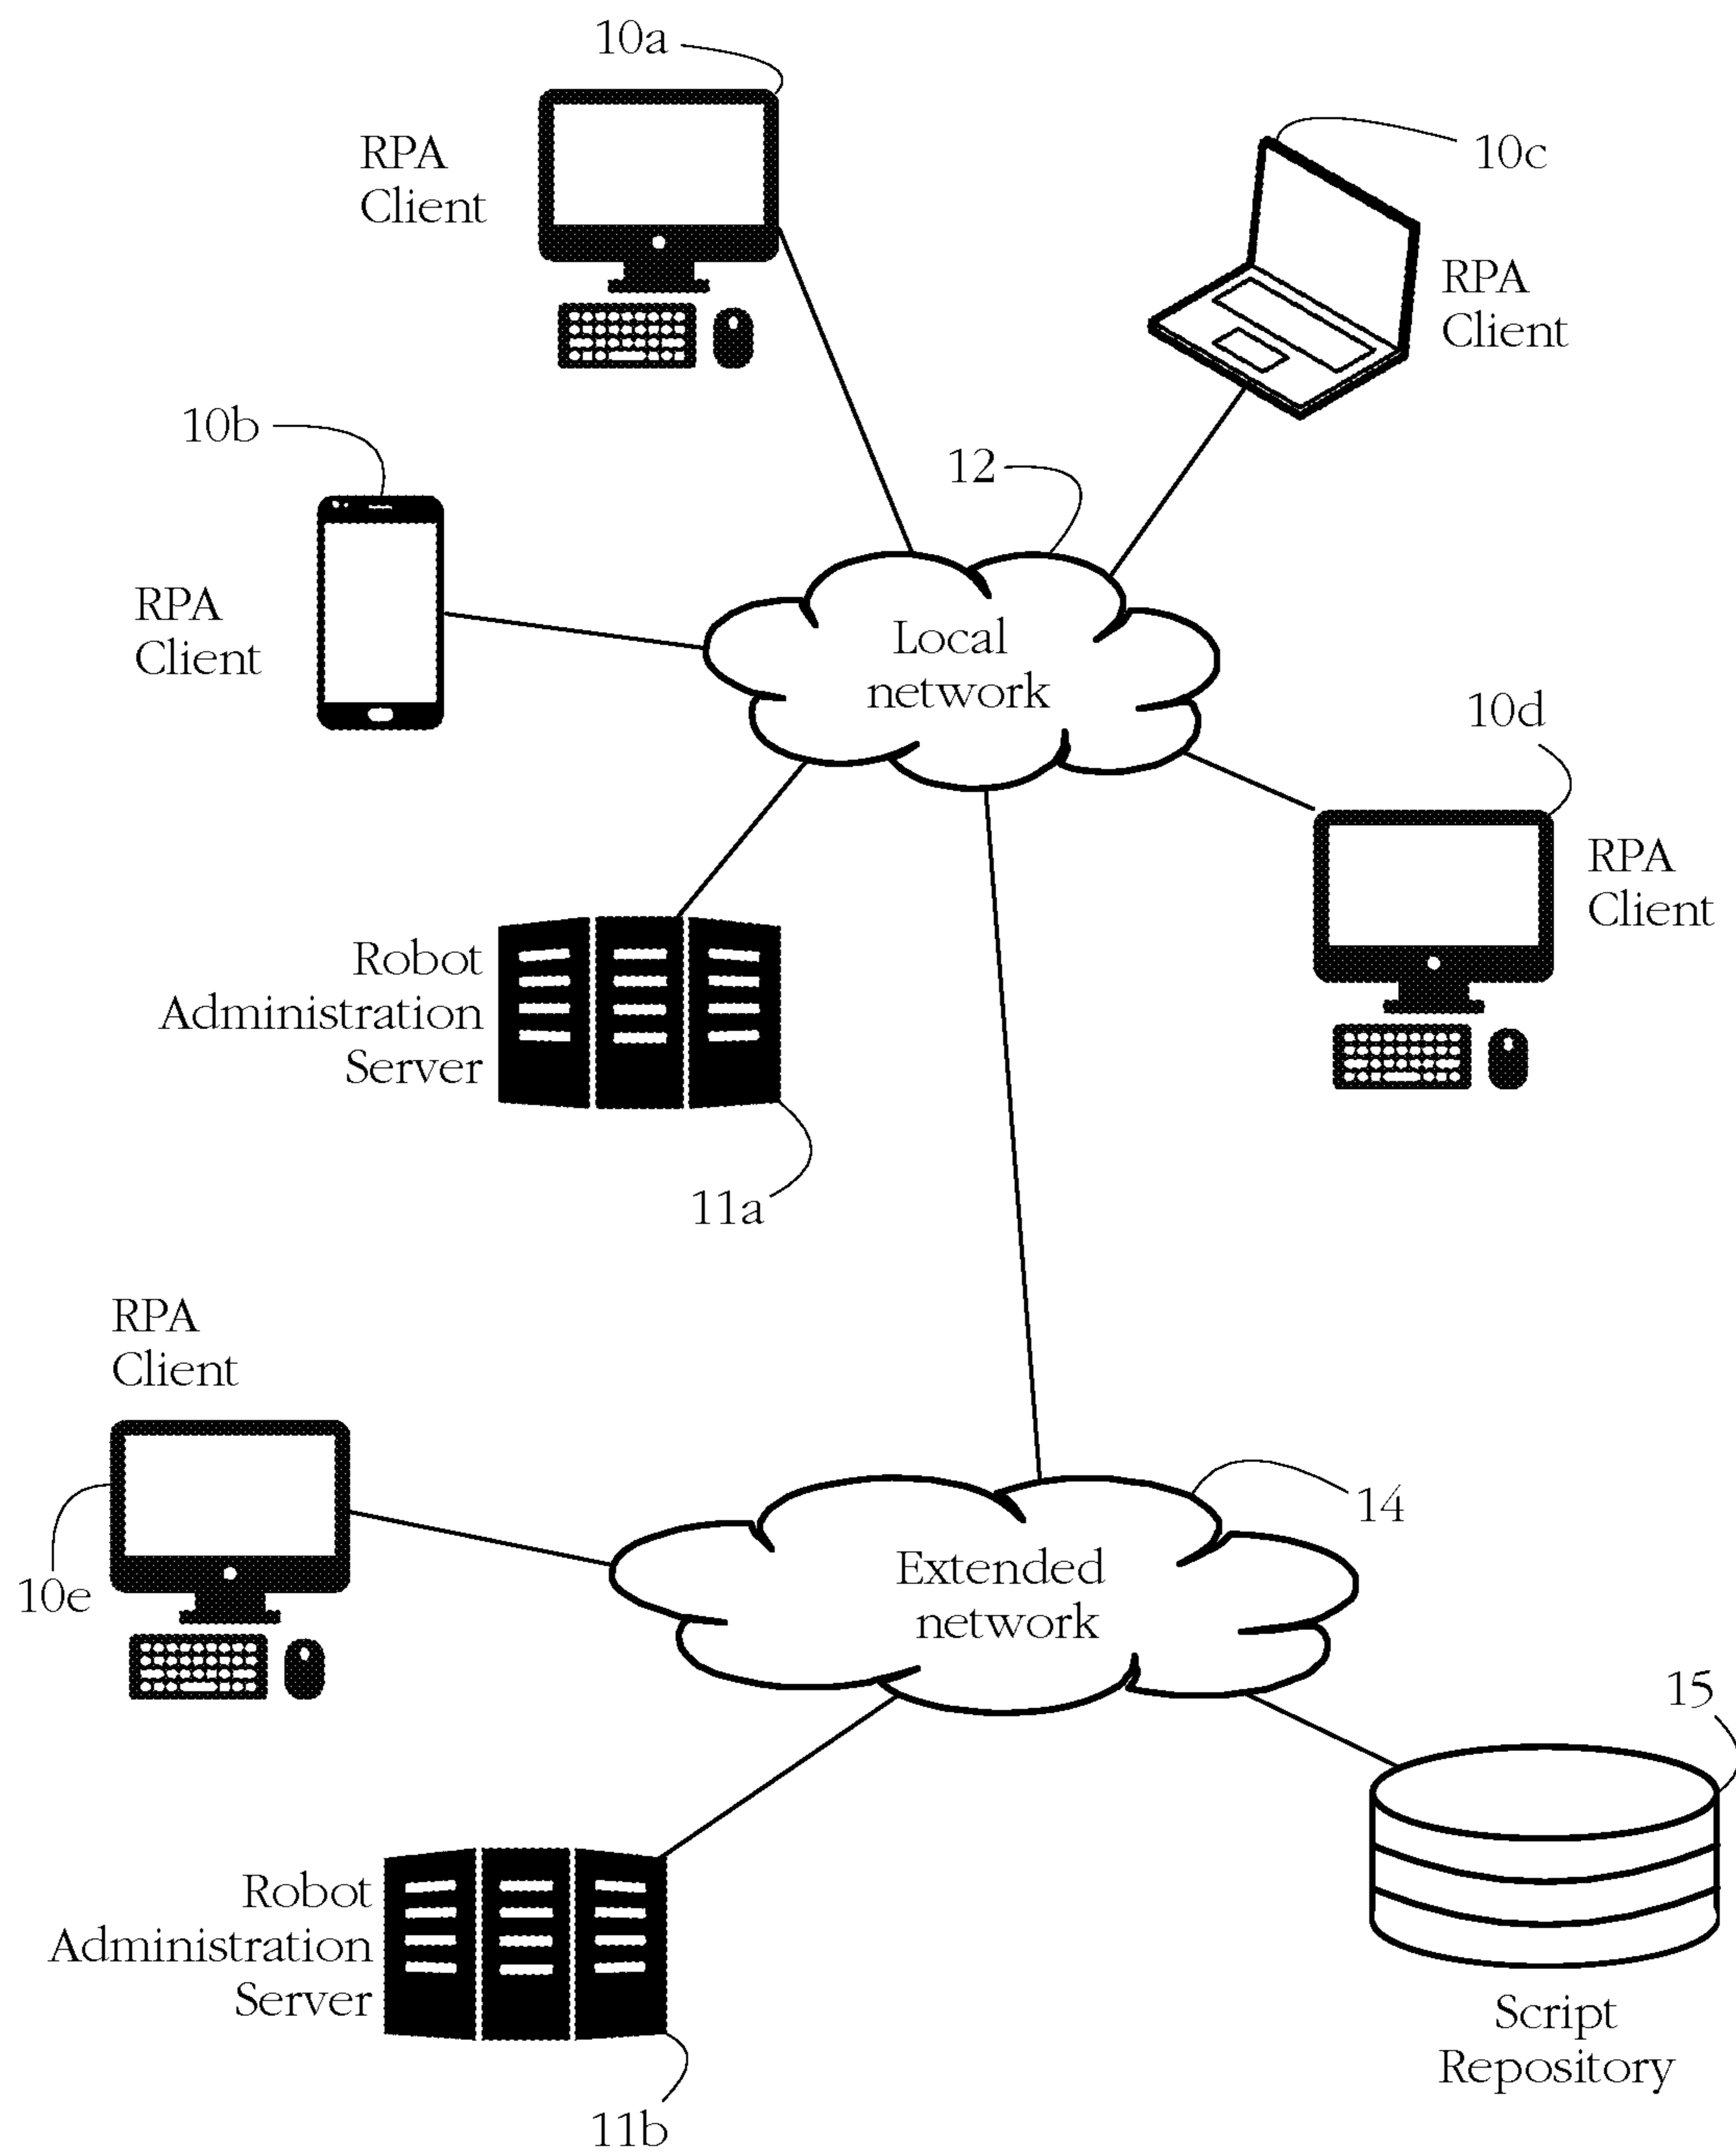 10a
RPA
Client
10c
RPA
Client
10b
RPA
Client
12
Local
network
10d
RPA
Client
Robot
Administration
Server
11a
RPA
Client
10e
14
Extended
network
15
Robot
Administration
Server
11b
Script
Repository